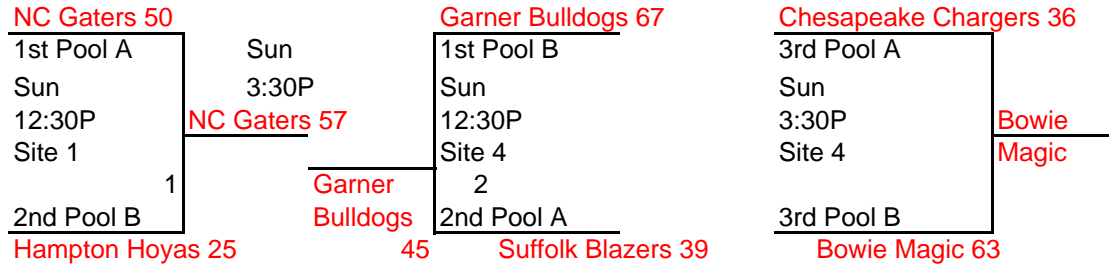 NC Gaters 50
1st Pool A
Sun
12:30P
Site 1
1
2nd Pool B
Hampton Hoyas 25
Sun
3:30P
NC Gaters 57
Garner
Bulldogs
45
Garner Bulldogs 67
1st Pool B
Sun
12:30P
Site 4
2
2nd Pool A
Suffolk Blazers 39
Chesapeake Chargers 36
3rd Pool A
Sun
3:30P
Site 4
3rd Pool B
Bowie Magic 63
Bowie
Magic